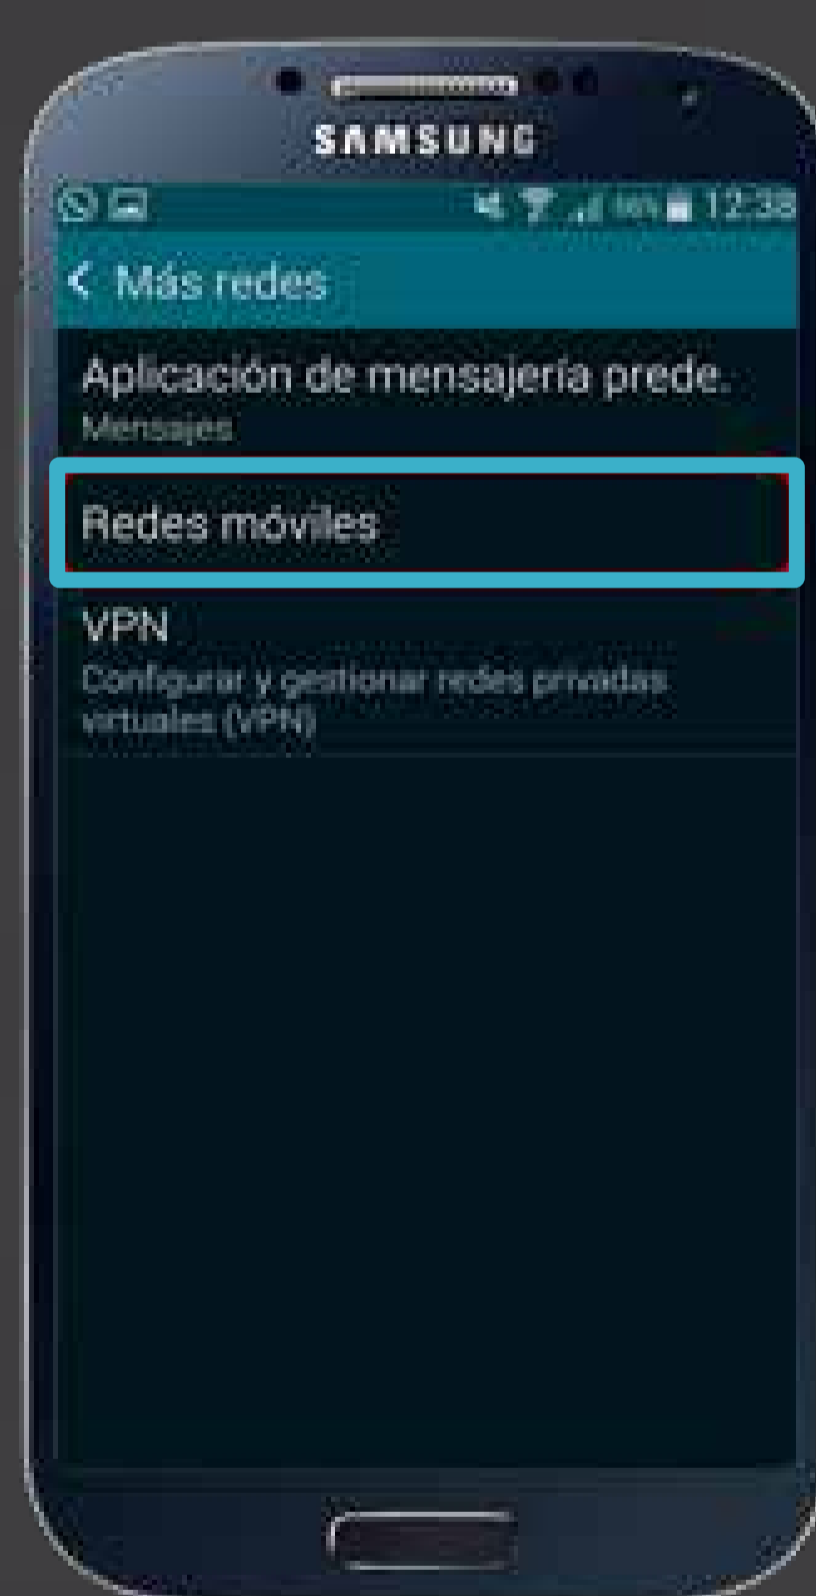 SAMSUNG
12:38
< Más redes
Aplicación de mensajería prede.
Mensajes
Redes móviles
VPN
Configurar y gestionar redes privadas
virtuales (VPN)